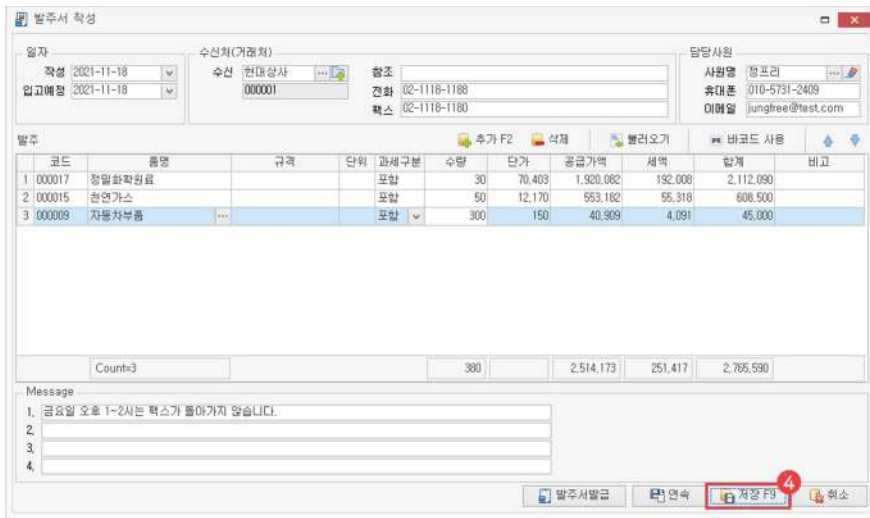 발주서 작성
일자 수신처(거래처) 담당사원
작성 2021-11-18 수신 현대상사 ... 참조 사원명 정프리 ...
입고예정 2021-11-18 000001 전화 02-1118-1188 휴대폰 010-5731-2409
팩스 02-1118-1180 이메일 jungfree@test.com
발주 추가 F2 삭제 불러오기 바코드 사용
코드 품명 규격 단위 과세구분 수량 단가 공급가액 세액 합계 비고
1 000017 정밀화학원료 포함 30 70,403 1,920,082 192,008 2,112,090
2 000015 천연가스 포함 50 12,170 553,182 55,318 608,500
3 000009 자동차부품 ... 포함 300 150 40,909 4,091 45,000
Count=3 380 2,514,173 251,417 2,765,590
Message
1. 금요일 오후 1~2시는 팩스가 돌아가지 않습니다.
2.
3.
4.
발주서발급 연속 저장 F9 4 취소